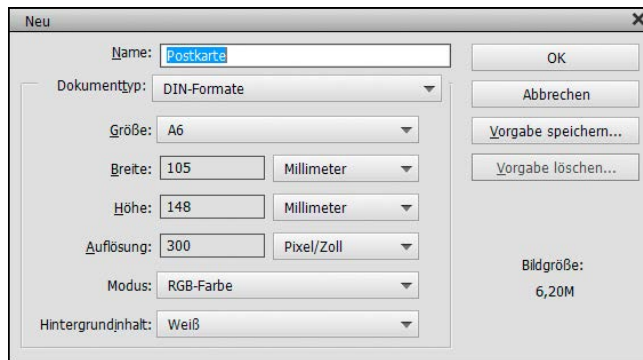 Neu
Name: Postkarte
Dokumenttyp: DIN-Formate
Größe: A6
Breite: 105 Millimeter
Höhe: 148 Millimeter
Auflösung: 300 Pixel/Zoll
Modus: RGB-Farbe
Hintergrundinhalt: Weiß
OK
Abbrechen
Vorgabe speichern...
Vorgabe löschen...
Bildgröße:
6,20M